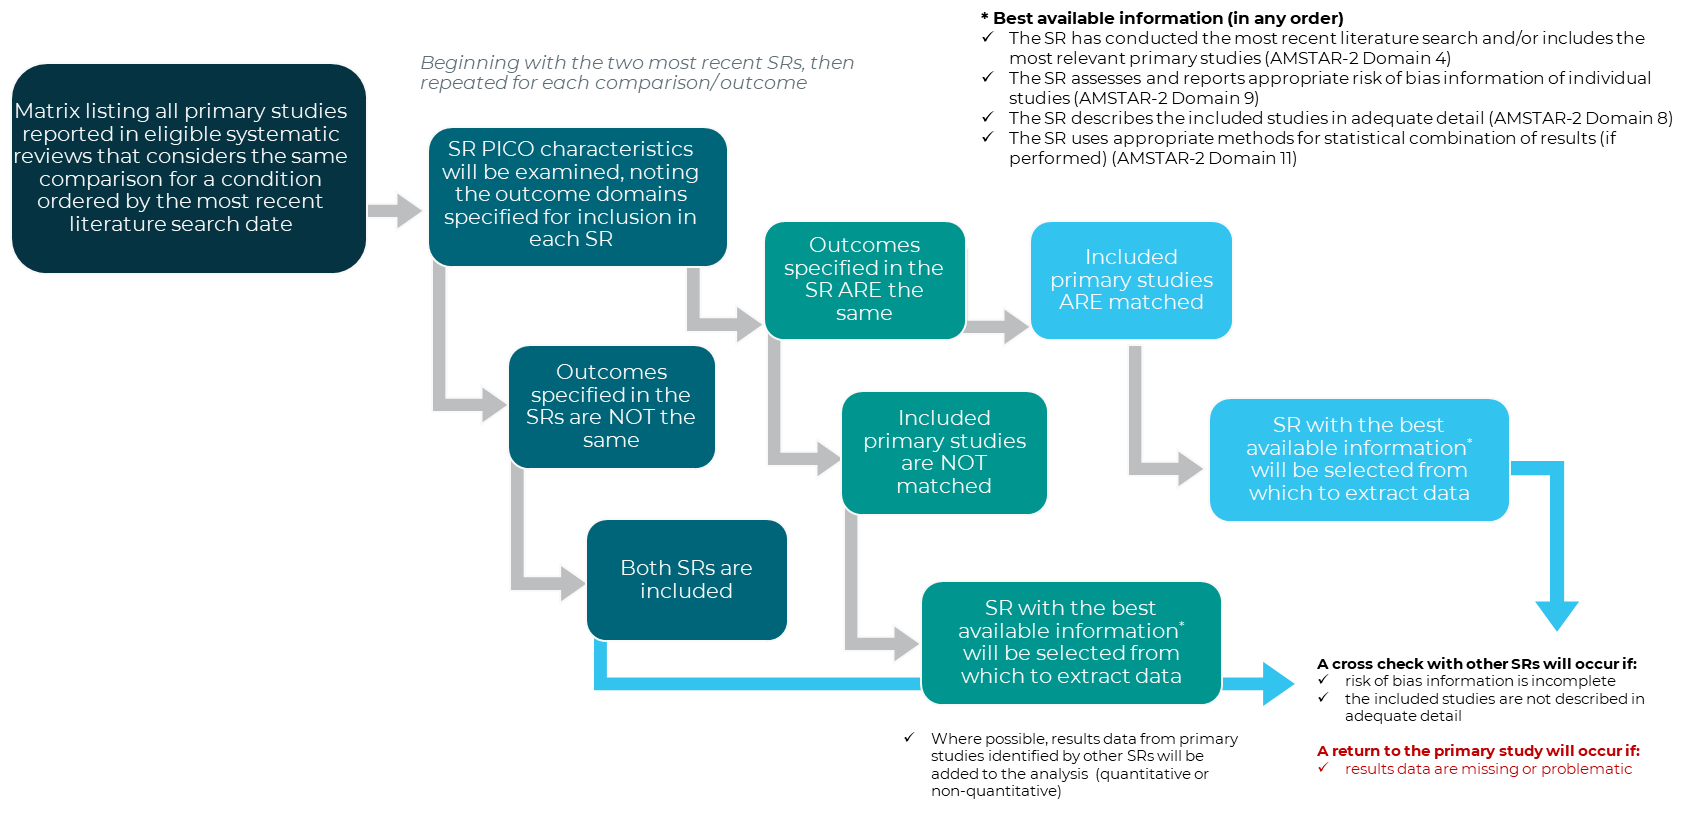 * Best available information (in any order)
✓ The SR has conducted the most recent literature search and/or includes the
most relevant primary studies (AMSTAR-2 Domain 4)
✓ The SR assesses and reports appropriate risk of bias information of individual
studies (AMSTAR-2 Domain 9)
✓ The SR describes the included studies in adequate detail (AMSTAR-2 Domain 8)
✓ The SR uses appropriate methods for statistical combination of results (if
performed) (AMSTAR-2 Domain 11)
Beginning with the two most recent SRs, then
repeated for each comparison/outcome
Matrix listing all primary studies
reported in eligible systematic
reviews that considers the same
comparison for a condition
ordered by the most recent
literature search date
SR PICO characteristics
will be examined, noting
the outcome domains
specified for inclusion in
each SR
Outcomes
specified in the
SR ARE the
same
Included
primary studies
ARE matched
Outcomes
specified in the
SRs are NOT the
same
Included
primary studies
are NOT
matched
SR with the best
available information*
will be selected from
which to extract data
Both SRs are
included
SR with the best
available information*
will be selected from
which to extract data
✓ Where possible, results data from primary
studies identified by other SRs will be
added to the analysis (quantitative or
non-quantitative)
A cross check with other SRs will occur if:
✓ risk of bias information is incomplete
✓ the included studies are not described in
adequate detail
A return to the primary study will occur if:
✓ results data are missing or problematic